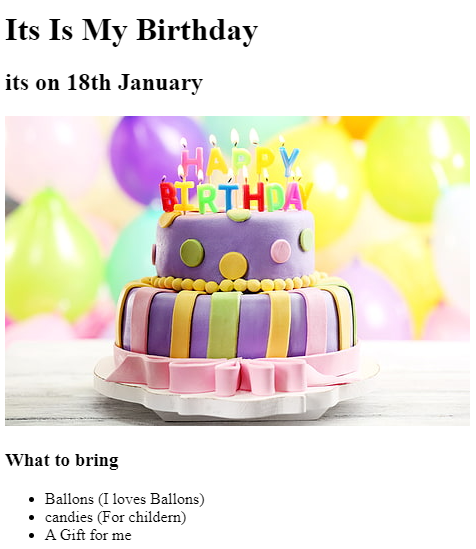 Its Is My Birthday
its on 18th January
HAPPY
BIRTHDAY
What to bring
Ballons (I loves Ballons)
candies (For childern)
A Gift for me